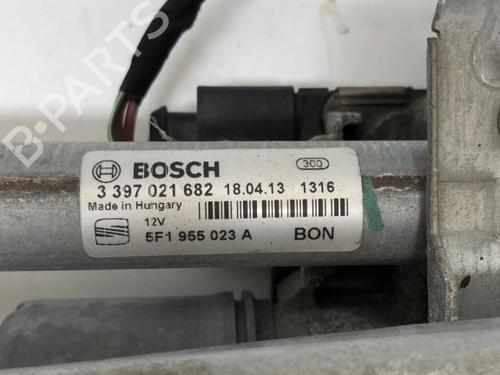 BOSCH
300
3 397 021 682 18.04.13 1316
Made in Hungary
12V
5F1 955 023 A BON
B-PARTS